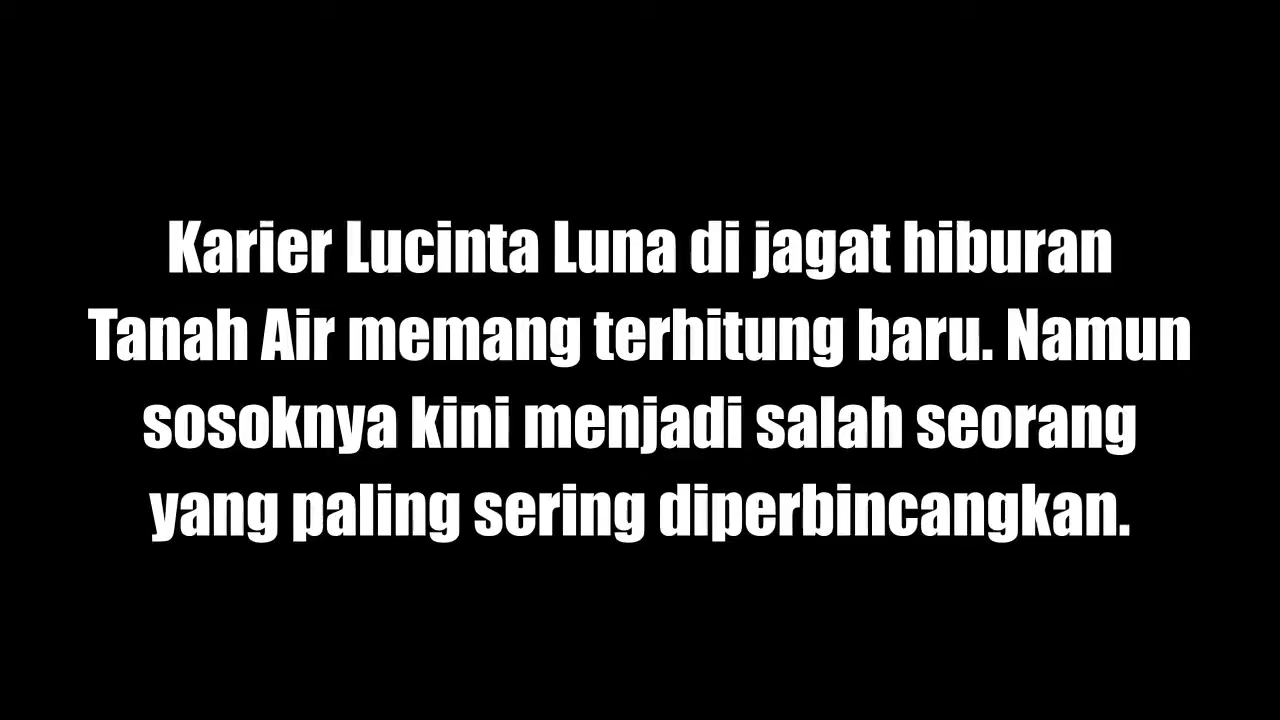 Karier Lucinta Luna di jagat hiburan
Tanah Air memang terhitung baru. Namun
sosoknya kini menjadi salah seorang
yang paling sering diperbincangkan.